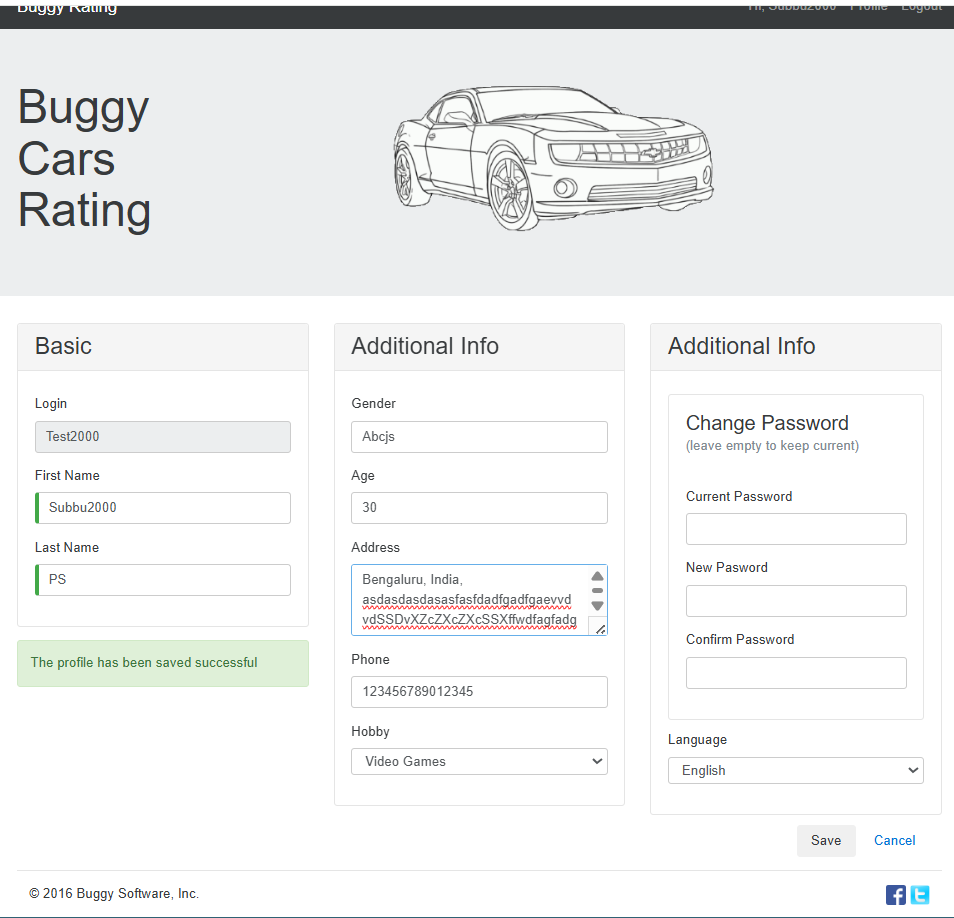 Buggy Rating
Hi, Subbu2000 Profile Logout
Buggy
Cars
Rating
Basic
Login
Test2000
First Name
Subbu2000
Last Name
PS
The profile has been saved successful
Additional Info
Gender
Abcjs
Age
30
Address
Bengaluru, India,
asdasdasdasasfasfdadfgadfgaevvd
vdSSDvXZcZXcZXcSSXffwdfagfadg
Phone
123456789012345
Hobby
Video Games
Additional Info
Change Password
(leave empty to keep current)
Current Password
New Pasword
Confirm Password
Language
English
Save Cancel
© 2016 Buggy Software, Inc.